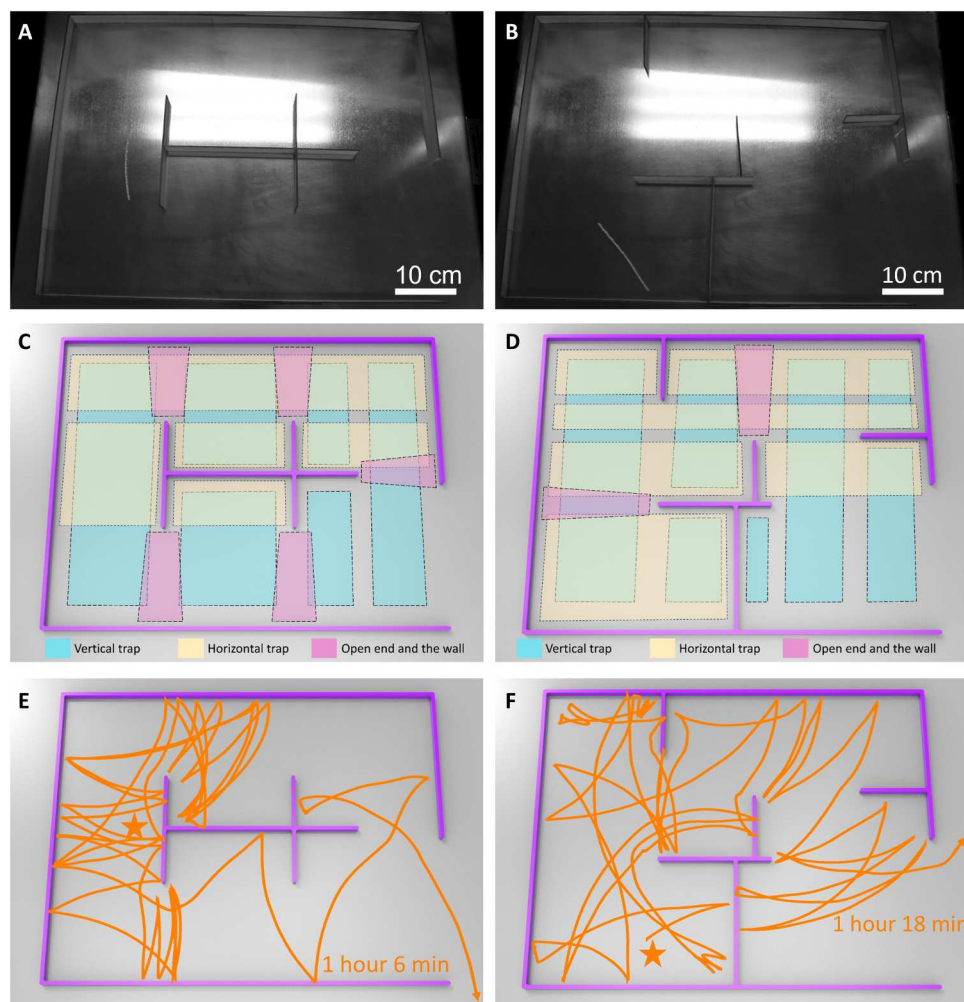 A
10 cm
B
10 cm
C
Vertical trap
Horizontal trap
Open end and the wall
D
Vertical trap
Horizontal trap
Open end and the wall
E
1 hour 6 min
F
1 hour 18 min